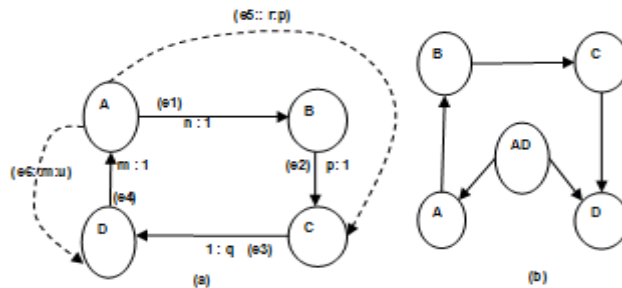 (e5:: r:p)
A
(e1)
B
n : 1
(e6::m:u)
m : 1
(e2)
p: 1
(e4)
D
C
1: q
(e3)
(a)
B
C
AD
A
D
(b)